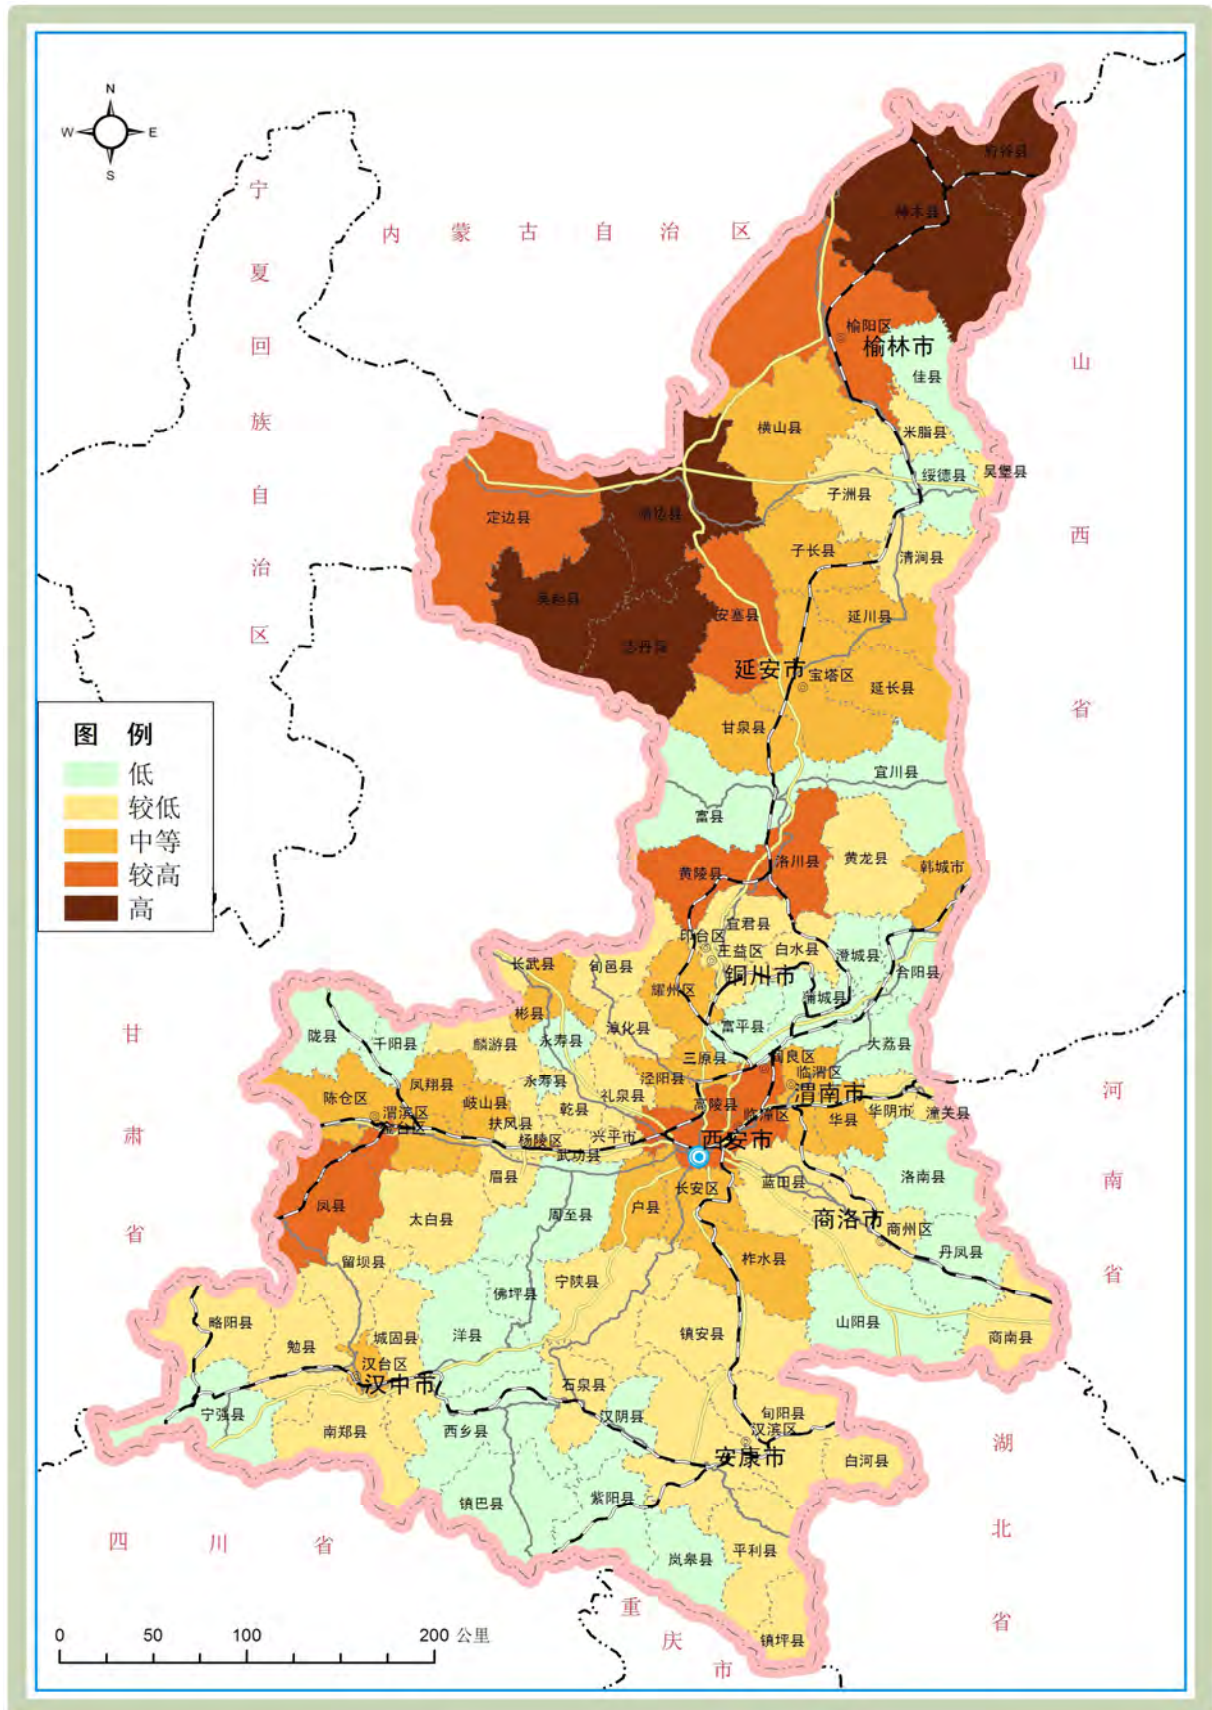 N
W
E
S
宁
夏
回
族
自
治
区
内 蒙 古 自 治 区
山
西
省
府谷县
神木县
榆阳区
榆林市
佳县
横山县
米脂县
绥德县
吴堡县
子洲县
定边县
靖边县
子长县
清涧县
吴起县
安塞县
延川县
志丹县
延安市
宝塔区
延长县
甘泉县
图 例
低
较低
中等
较高
高
宜川县
富县
洛川县
黄龙县
黄陵县
韩城市
宜君县
印台区
王益区
白水县
澄城县
合阳县
长武县
旬邑县
铜川市
耀州区
蒲城县
彬县
富平县
甘
肃
省
陇县
千阳县
麟游县
永寿县
淳化县
大荔县
三原县
阎良区
临渭区
渭南市
陈仓区
凤翔县
永寿县
泾阳县
礼泉县
渭滨区
岐山县
乾县
高陵县
临潼区
华县
华阴市
潼关县
金台区
扶风县
杨陵区
兴平市
西安市
武功县
河
南
省
眉县
长安区
蓝田县
洛南县
凤县
太白县
周至县
户县
商洛市
商州区
丹凤县
留坝县
柞水县
佛坪县
宁陕县
略阳县
勉县
城固县
洋县
镇安县
山阳县
商南县
汉台区
汉中市
石泉县
宁强县
南郑县
西乡县
汉阴县
旬阳县
汉滨区
安康市
白河县
湖
北
省
镇巴县
紫阳县
四 川 省
岚皋县
平利县
镇坪县
重
庆
市
0 50 100 200 公里